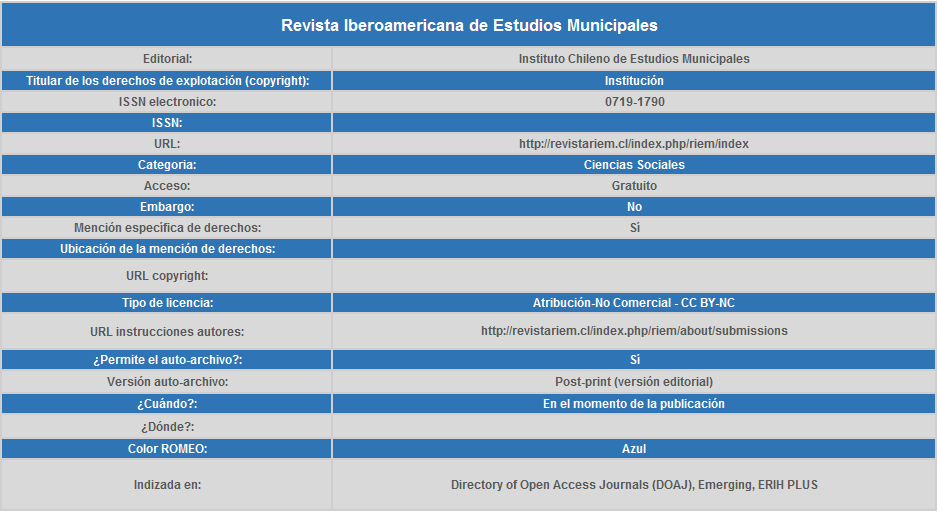 Revista Iberoamericana de Estudios Municipales
Editorial: Instituto Chileno de Estudios Municipales
Titular de los derechos de explotación (copyright): Institución
ISSN electronico: 0719-1790
ISSN:
URL: http://revistariem.cl/index.php/riem/index
Categoria: Ciencias Sociales
Acceso: Gratuito
Embargo: No
Mención específica de derechos: Sí
Ubicación de la mención de derechos:
URL copyright:
Tipo de licencia: Atribución-No Comercial - CC BY-NC
URL instrucciones autores: http://revistariem.cl/index.php/riem/about/submissions
¿Permite el auto-archivo?: Sí
Versión auto-archivo: Post-print (versión editorial)
¿Cuándo?: En el momento de la publicación
¿Dónde?:
Color ROMEO: Azul
Indizada en: Directory of Open Access Journals (DOAJ), Emerging, ERIH PLUS